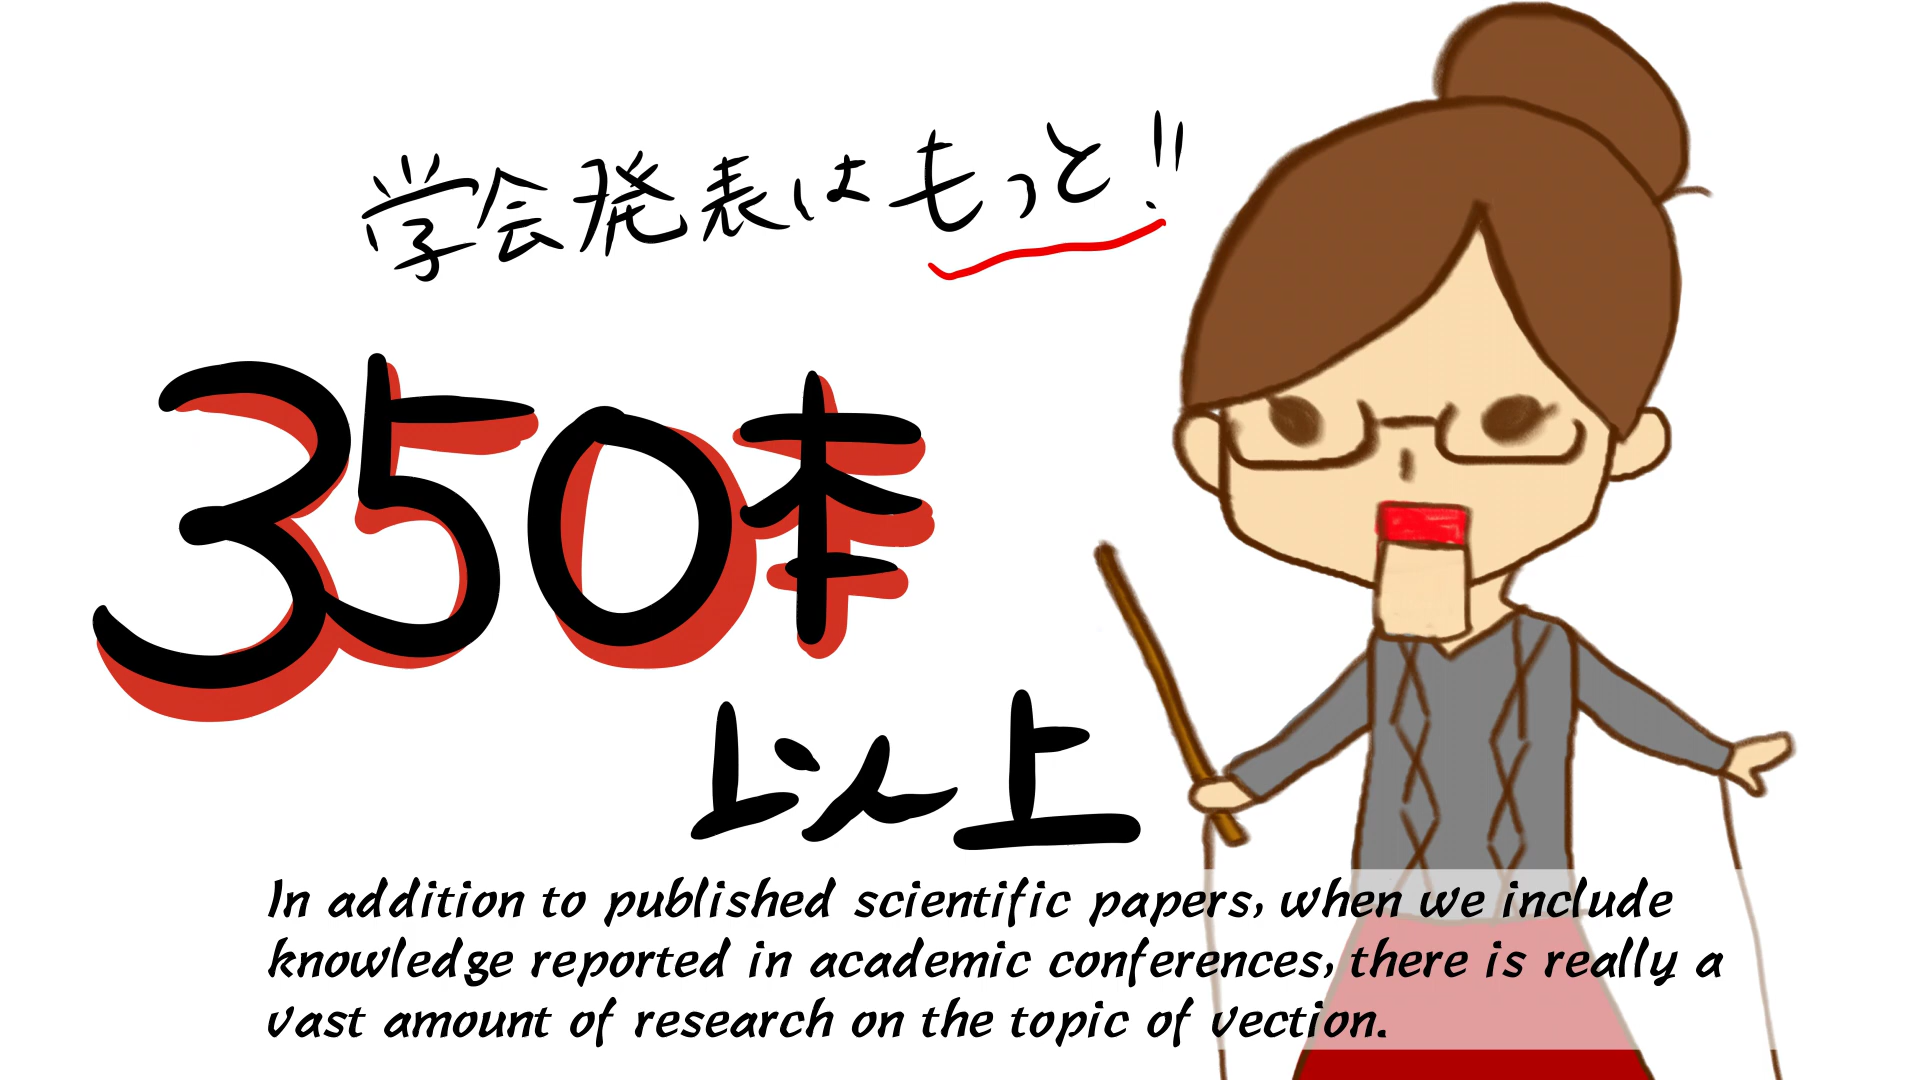 学会発表はもっと!!
350本
以上
In addition to published scientific papers, when we include
knowledge reported in academic conferences, there is really a
vast amount of research on the topic of vection.